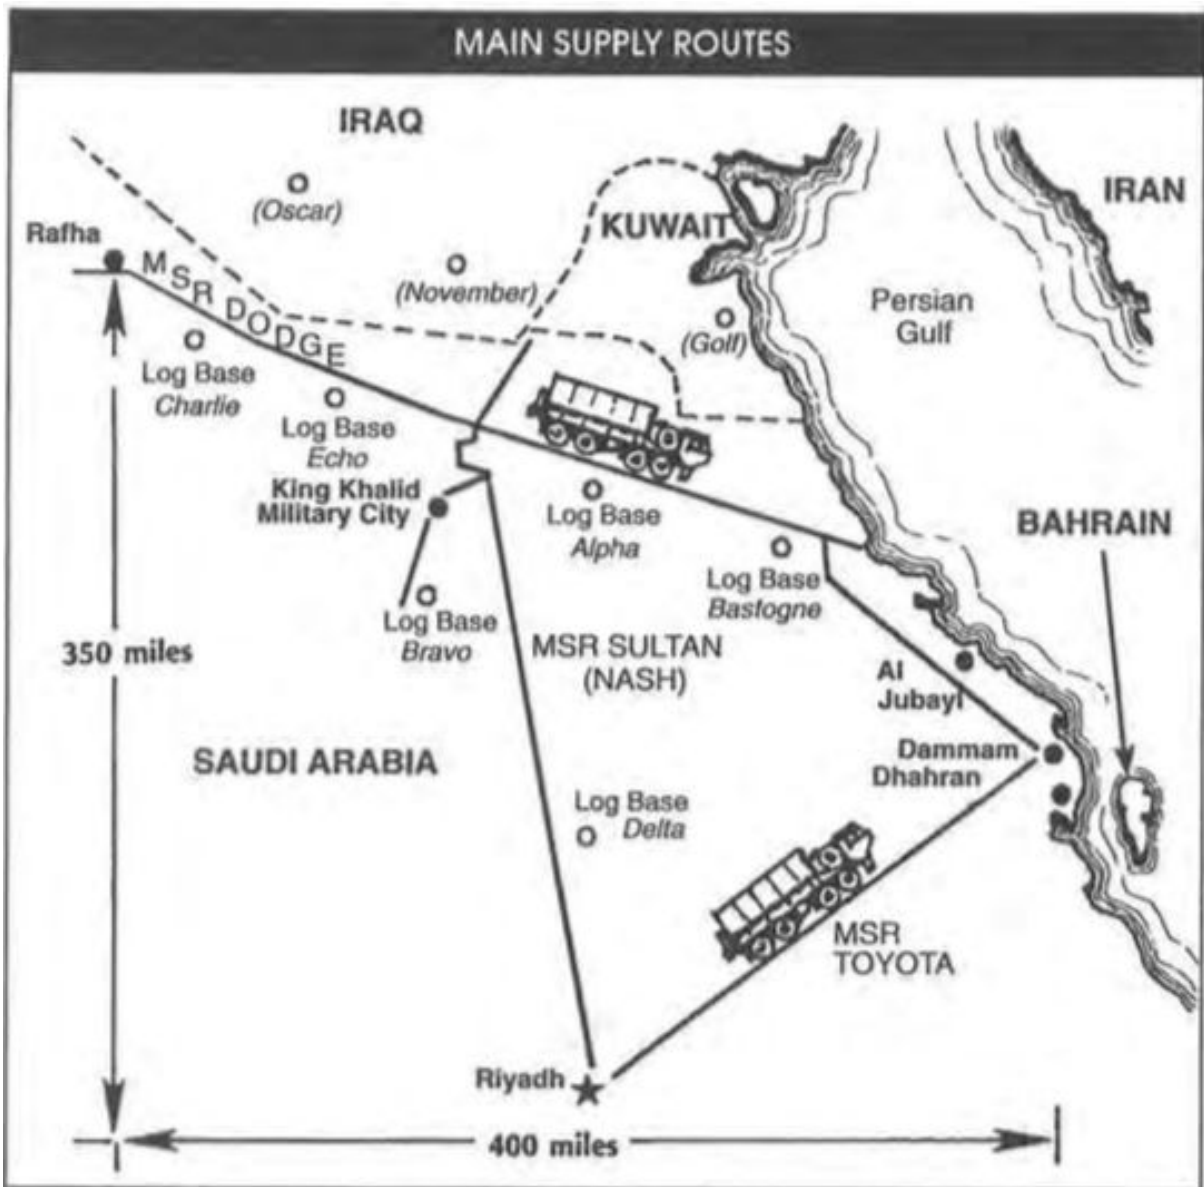 MAIN SUPPLY ROUTES
IRAQ
IRAN
(Oscar)
KUWAIT
Rafha
MSR DODGE
(November)
Persian
Gulf
(Golf)
Log Base
Charlie
Log Base
Echo
King Khalid
Military City
Log Base
Alpha
BAHRAIN
Log Base
Bastogne
Log Base
Bravo
MSR SULTAN
(NASH)
350 miles
Al
Jubayl
SAUDI ARABIA
Dammam
Dhahran
Log Base
Delta
MSR
TOYOTA
Riyadh
400 miles